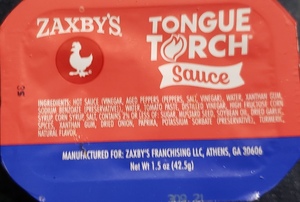 ZAXBY'S
TONGUE
TORCH
Sauce
INGREDIENTS: HOT SAUCE (VINEGAR, AGED PEPPERS (PEPPERS, SALT, VINEGAR), WATER, XANTHAN GUM,
SODIUM BENZOATE (PRESERVATIVE)), WATER, TOMATO PASTE, DISTILLED VINEGAR, HIGH FRUCTOSE CORN
SYRUP, CORN SYRUP, SALT, CONTAINS 2% OR LESS OF: SUGAR, MUSTARD SEED, SOYBEAN OIL, DRIED GARLIC,
SPICES, XANTHAN GUM, DRIED ONION, PAPRIKA, POTASSIUM SORBATE (PRESERVATIVE), TURMERIC,
NATURAL FLAVOR.
MANUFACTURED FOR: ZAXBY'S FRANCHISING LLC, ATHENS, GA 30606
Net Wt 1.5 oz (42.5g)